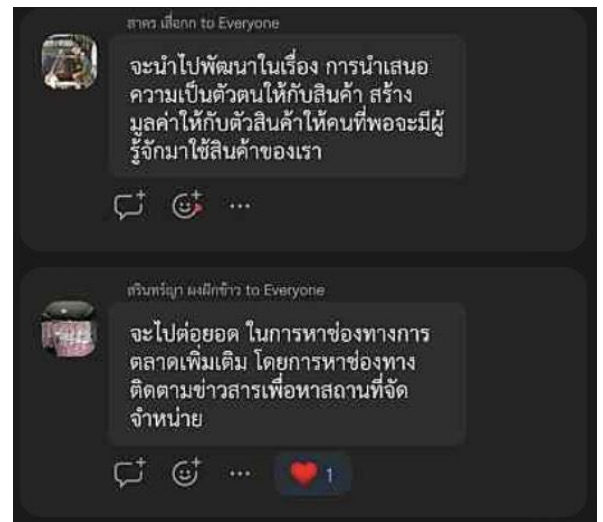 สาคร เสือกก to Everyone
จะนำไปพัฒนาในเรื่อง การนำเสนอ
ความเป็นตัวตนให้กับสินค้า สร้าง
มูลค่าให้กับตัวสินค้าให้คนที่พอจะมีผู้
รู้จักมาใช้สินค้าของเรา
to Everyone
จะไปต่อยอด ในการหาช่องทางการ
ตลาดเพิ่มเติม โดยการหาช่องทาง
ติดตามข่าวสารเพื่อหาสถานที่จัด
จำหน่าย
1